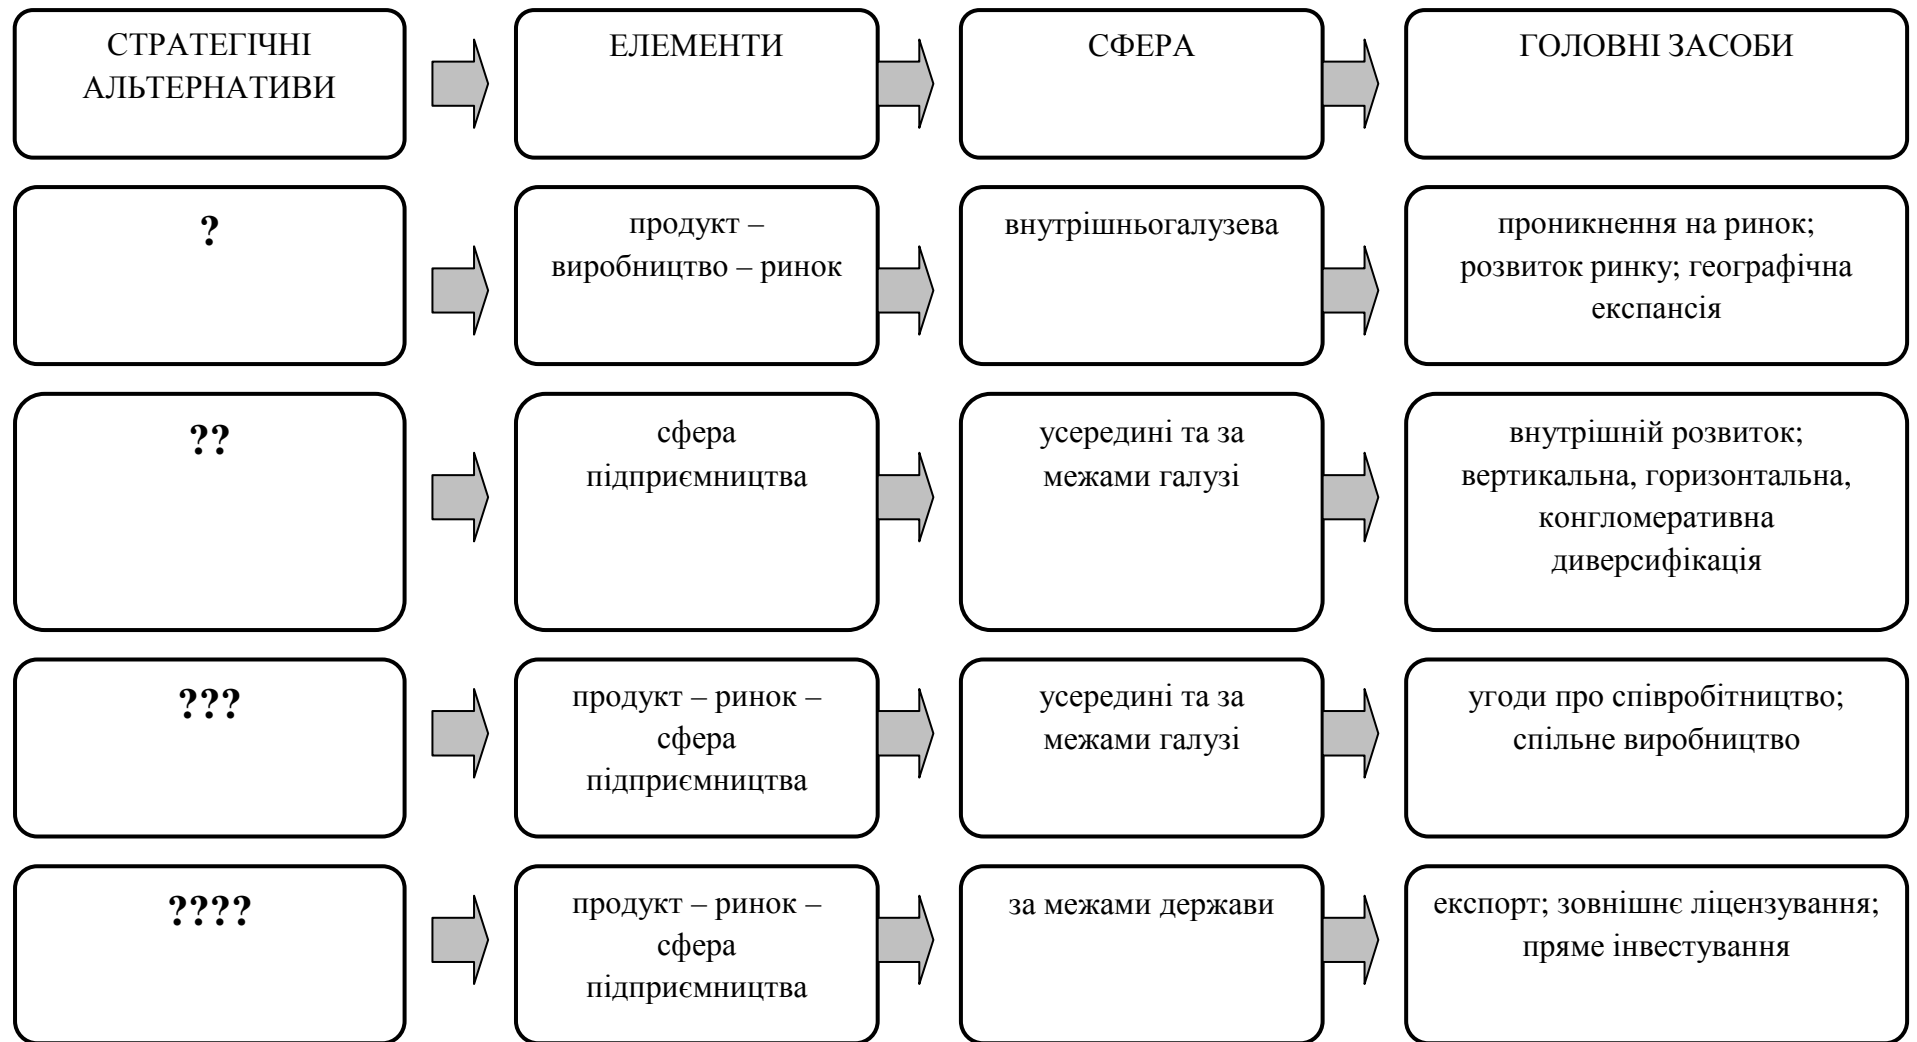 СТРАТЕГІЧНІ
АЛЬТЕРНАТИВИ
ЕЛЕМЕНТИ
СФЕРА
ГОЛОВНІ ЗАСОБИ
?
продукт –
виробництво – ринок
внутрішньогалузева
проникнення на ринок;
розвиток ринку; географічна
експансія
??
сфера
підприємництва
усередині та за
межами галузі
внутрішній розвиток;
вертикальна, горизонтальна,
конгломеративна
диверсифікація
???
продукт – ринок –
сфера
підприємництва
усередині та за
межами галузі
угоди про співробітництво;
спільне виробництво
????
продукт – ринок –
сфера
підприємництва
за межами держави
експорт; зовнішнє ліцензування;
пряме інвестування